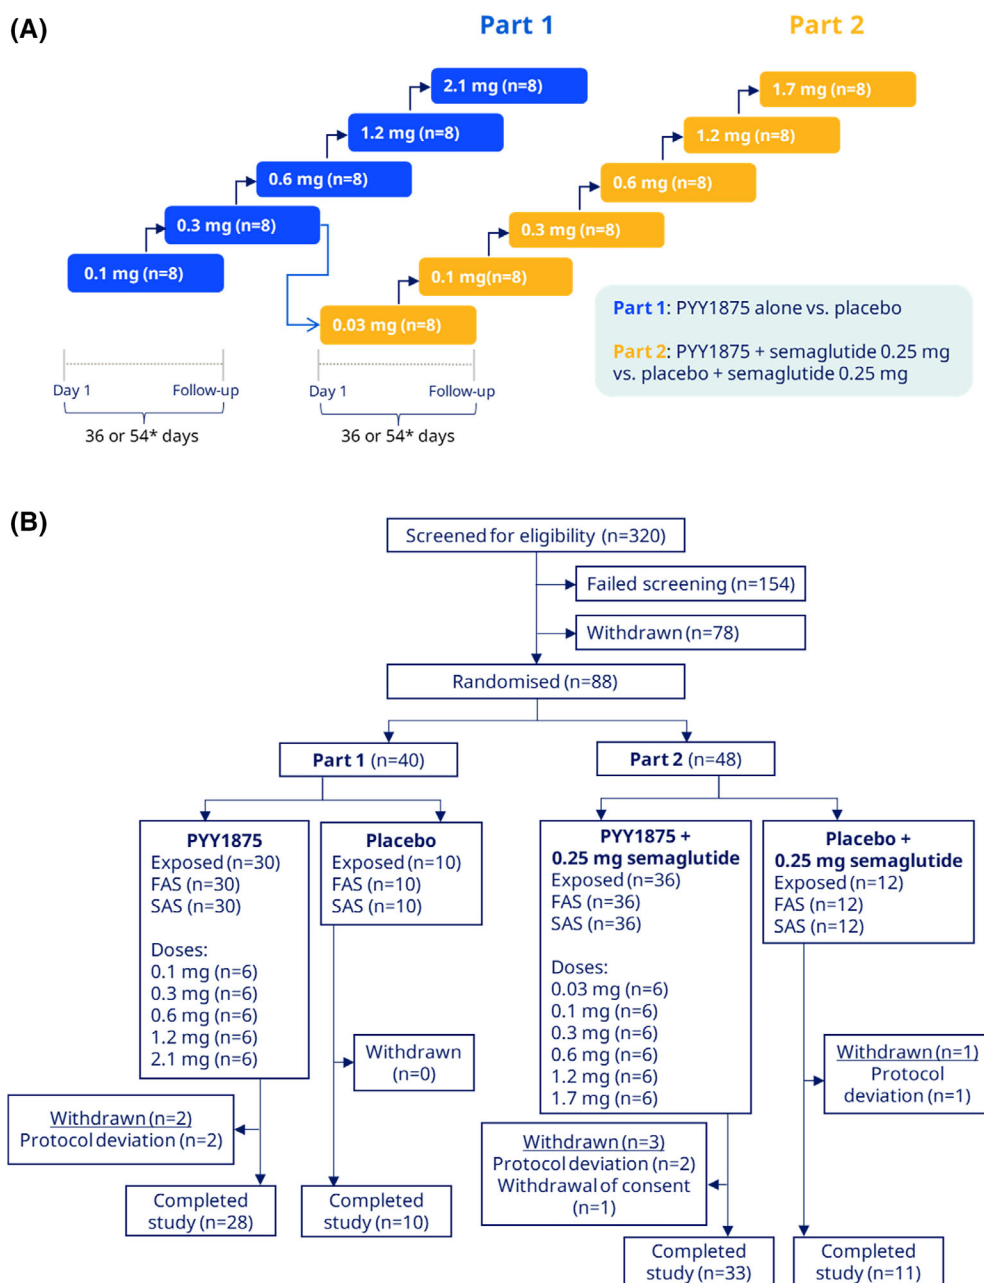 (A)
Part 1
Part 2
2.1 mg (n=8)
1.2 mg (n=8)
0.6 mg (n=8)
0.3 mg (n=8)
0.1 mg (n=8)
1.7 mg (n=8)
1.2 mg (n=8)
0.6 mg (n=8)
0.3 mg (n=8)
0.1 mg(n=8)
0.03 mg (n=8)
Part 1: PYY1875 alone vs. placebo
Part 2: PYY1875 + semaglutide 0.25 mg
vs. placebo + semaglutide 0.25 mg
Day 1
Follow-up
36 or 54* days
Day 1
Follow-up
36 or 54* days
(B)
Screened for eligibility (n=320)
Failed screening (n=154)
Withdrawn (n=78)
Randomised (n=88)
Part 1 (n=40)
Part 2 (n=48)
PYY1875
Exposed (n=30)
FAS (n=30)
SAS (n=30)
Doses:
0.1 mg (n=6)
0.3 mg (n=6)
0.6 mg (n=6)
1.2 mg (n=6)
2.1 mg (n=6)
Placebo
Exposed (n=10)
FAS (n=10)
SAS (n=10)
PYY1875 +
0.25 mg semaglutide
Exposed (n=36)
FAS (n=36)
SAS (n=36)
Doses:
0.03 mg (n=6)
0.1 mg (n=6)
0.3 mg (n=6)
0.6 mg (n=6)
1.2 mg (n=6)
1.7 mg (n=6)
Placebo +
0.25 mg semaglutide
Exposed (n=12)
FAS (n=12)
SAS (n=12)
Withdrawn (n=2)
Protocol deviation (n=2)
Withdrawn
(n=0)
Withdrawn (n=3)
Protocol deviation (n=2)
Withdrawal of consent
(n=1)
Withdrawn (n=1)
Protocol
deviation (n=1)
Completed
study (n=28)
Completed
study (n=10)
Completed
study (n=33)
Completed
study (n=11)